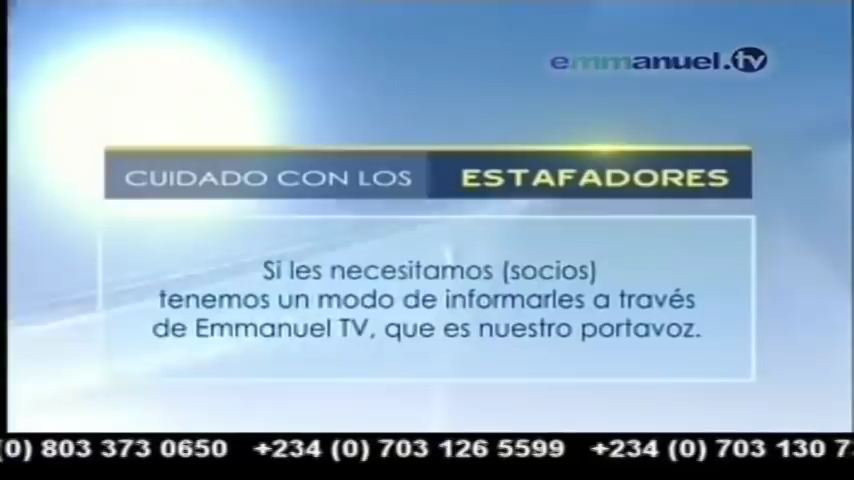 emmanuel.tv
CUIDADO CON LOS ESTAFADORES
Si les necesitamos (socios)
tenemos un modo de informarles a través
de Emmanuel TV, que es nuestro portavoz.
(0) 803 373 0650 +234 (0) 703 126 5599 +234 (0) 703 130